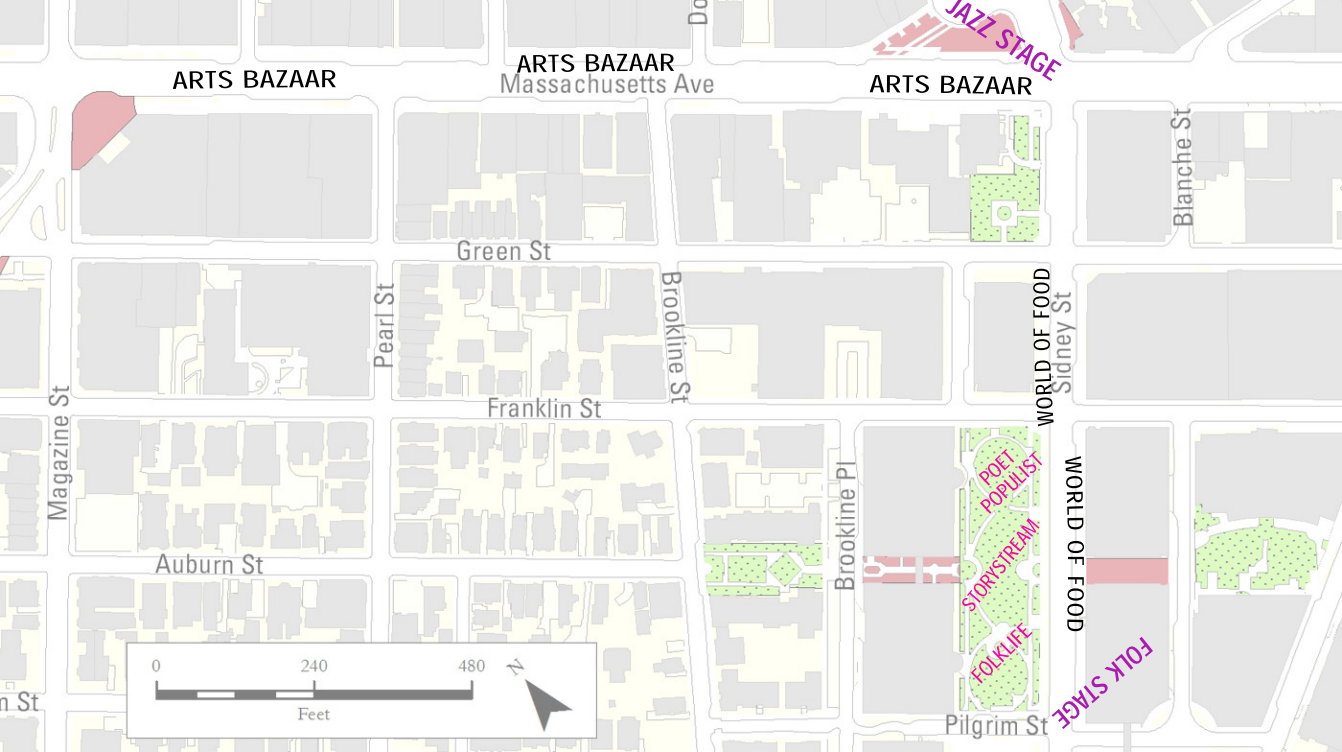 Do
JAZZ STAGE
ARTS BAZAAR
ARTS BAZAAR
ARTS BAZAAR
Massachusetts Ave
Blanche St
Green St
Pearl St
Brookline St
WORLD OF FOOD
Sidney St
Magazine St
Franklin St
POET
POPULIST
Brookline Pl
WORLD OF FOOD
STORYSTREAM
Auburn St
FOLKLIFE
FOLK STAGE
0 240 480
N
Feet
n St
Pilgrim St